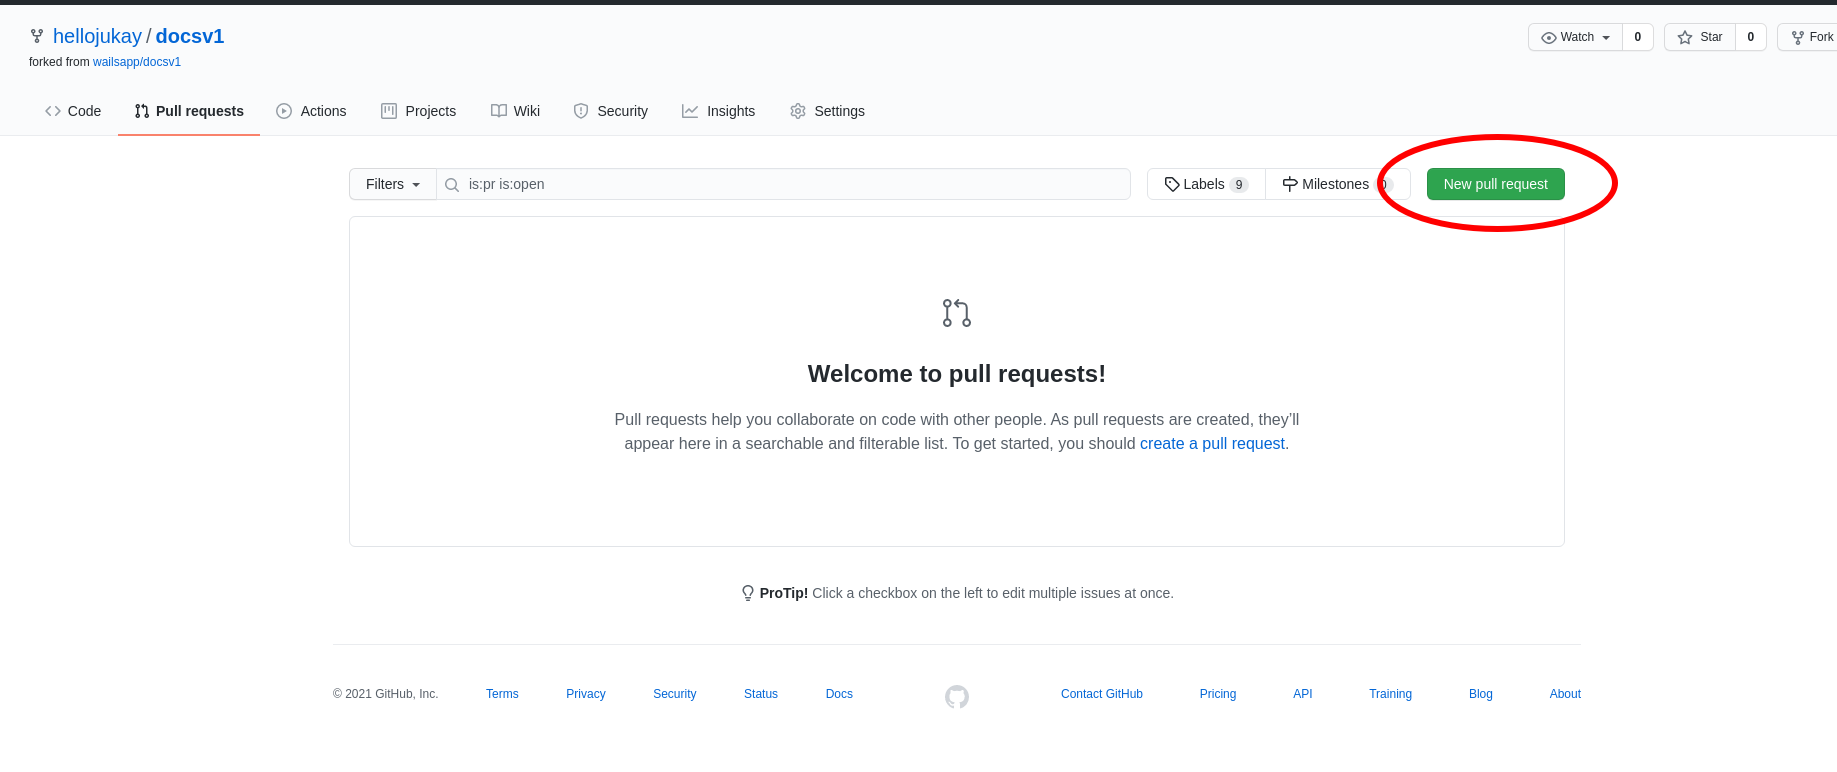 hellojukay / docsv1
Watch 0 Star 0 Fork
forked from wailsapp/docsv1
Code Pull requests Actions Projects Wiki Security Insights Settings
Filters is:pr is:open Labels 9 Milestones 0 New pull request
Welcome to pull requests!
Pull requests help you collaborate on code with other people. As pull requests are created, they’ll
appear here in a searchable and filterable list. To get started, you should create a pull request.
ProTip! Click a checkbox on the left to edit multiple issues at once.
© 2021 GitHub, Inc. Terms Privacy Security Status Docs Contact GitHub Pricing API Training Blog About